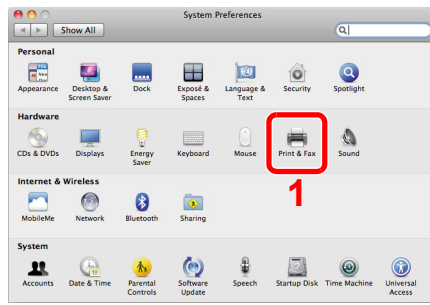 System Preferences
Show All
Personal
Appearance Desktop & Screen Saver Dock Exposé & Spaces Language & Text Security Spotlight
Hardware
CDs & DVDs Displays Energy Saver Keyboard Mouse Print & Fax Sound
1
Internet & Wireless
MobileMe Network Bluetooth Sharing
System
Accounts Date & Time Parental Controls Software Update Speech Startup Disk Time Machine Universal Access